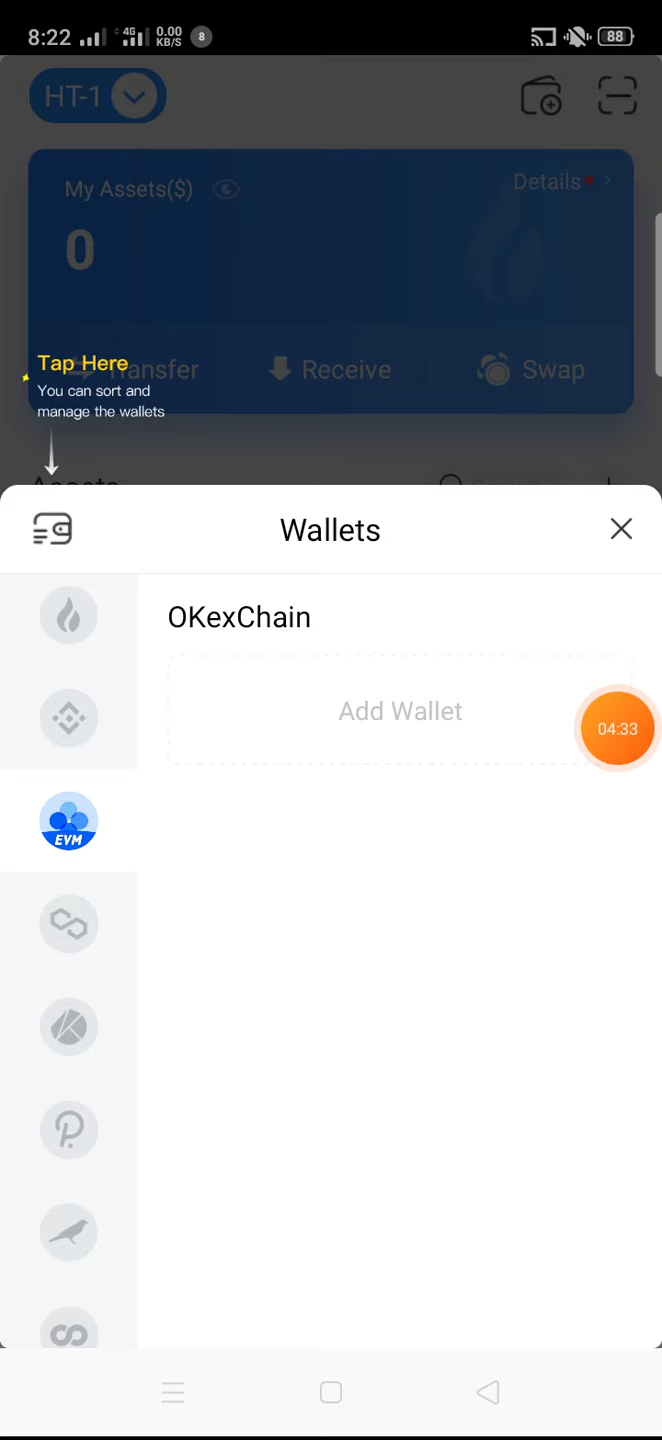 8:22 4G 0.00 KB/S 8 88
HT-1
My Assets($)
Details
0
Tap Here
Transfer
Receive
Swap
You can sort and
manage the wallets
Assets
Wallets
OKexChain
Add Wallet
04:33
EVM